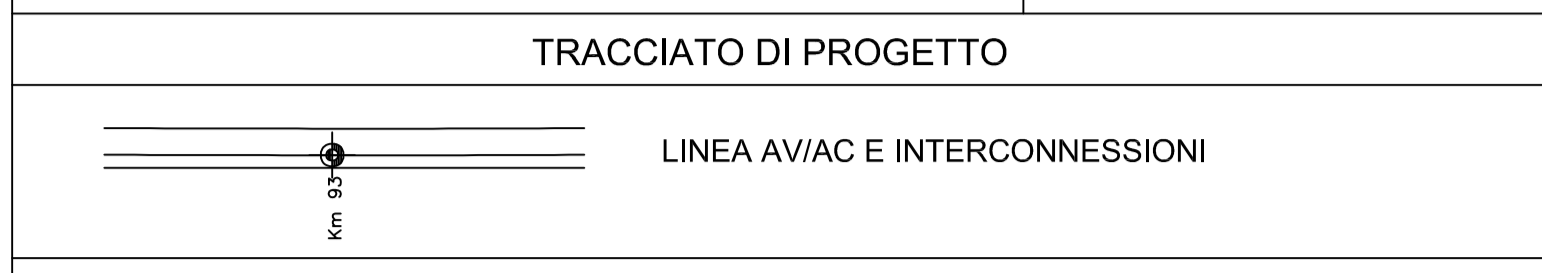 TRACCIATO DI PROGETTO
LINEA AV/AC E INTERCONNESSIONI
Km 93